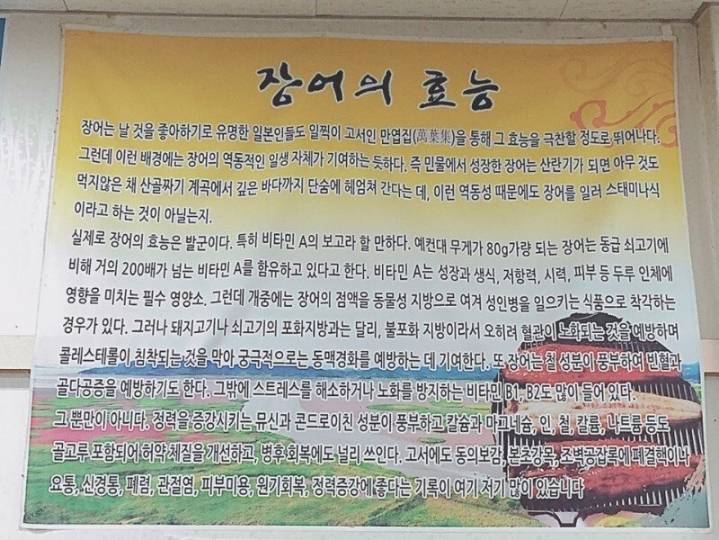 장어의 효능
장어는 날 것을 좋아하기로 유명한 일본인들도 일찍이 고서인 만엽집(萬葉集)을 통해 그 효능을 극찬할 정도로 뛰어나다.
그런데 이런 배경에는 장어의 역동적인 일생 자체가 기여하는 듯하다. 즉 민물에서 성장한 장어는 산란기가 되면 아무 것도
먹지않은 채 산골짜기 계곡에서 깊은 바다까지 단숨에 헤엄쳐 간다는 데, 이런 역동성 때문에도 장어를 일러 스태미나식
이라고 하는 것이 아닐는지.
실제로 장어의 효능은 발군이다. 특히 비타민 A의 보고라 할 만하다. 예컨대 무게가 80g가량 되는 장어는 동급 쇠고기에
비해 거의 200배가 넘는 비타민 A를 함유하고 있다고 한다. 비타민 A는 성장과 생식, 저항력, 시력, 피부 등 두루 인체에
영향을 미치는 필수 영양소. 그런데 개중에는 장어의 점액을 동물성 지방으로 여겨 성인병을 일으키는 식품으로 착각하는
경우가 있다. 그러나 돼지고기나 쇠고기의 포화지방과는 달리, 불포화 지방이라서 오히려 혈관이 노화되는 것을 예방하며
콜레스테롤이 침착되는 것을 막아 궁극적으로는 동맥경화를 예방하는 데 기여한다. 또 장어는 철 성분이 풍부하여 빈혈과
골다공증을 예방하기도 한다. 그밖에 스트레스를 해소하거나 노화를 방지하는 비타민 B1, B2도 많이 들어 있다.
그 뿐만이 아니다. 정력을 증강시키는 뮤신과 콘드로이친 성분이 풍부하고 칼슘과 마그네슘, 인, 철, 칼륨, 나트륨 등도
골고루 포함되어 허약 체질을 개선하고, 병후 회복에도 널리 쓰인다. 고서에도 동의보감, 본초강목, 조병공잡록에 폐결핵이나
요통, 신경통, 폐렴, 관절염, 피부미용, 원기회복, 정력증강에 좋다는 기록이 여기 저기 많이 있습니다